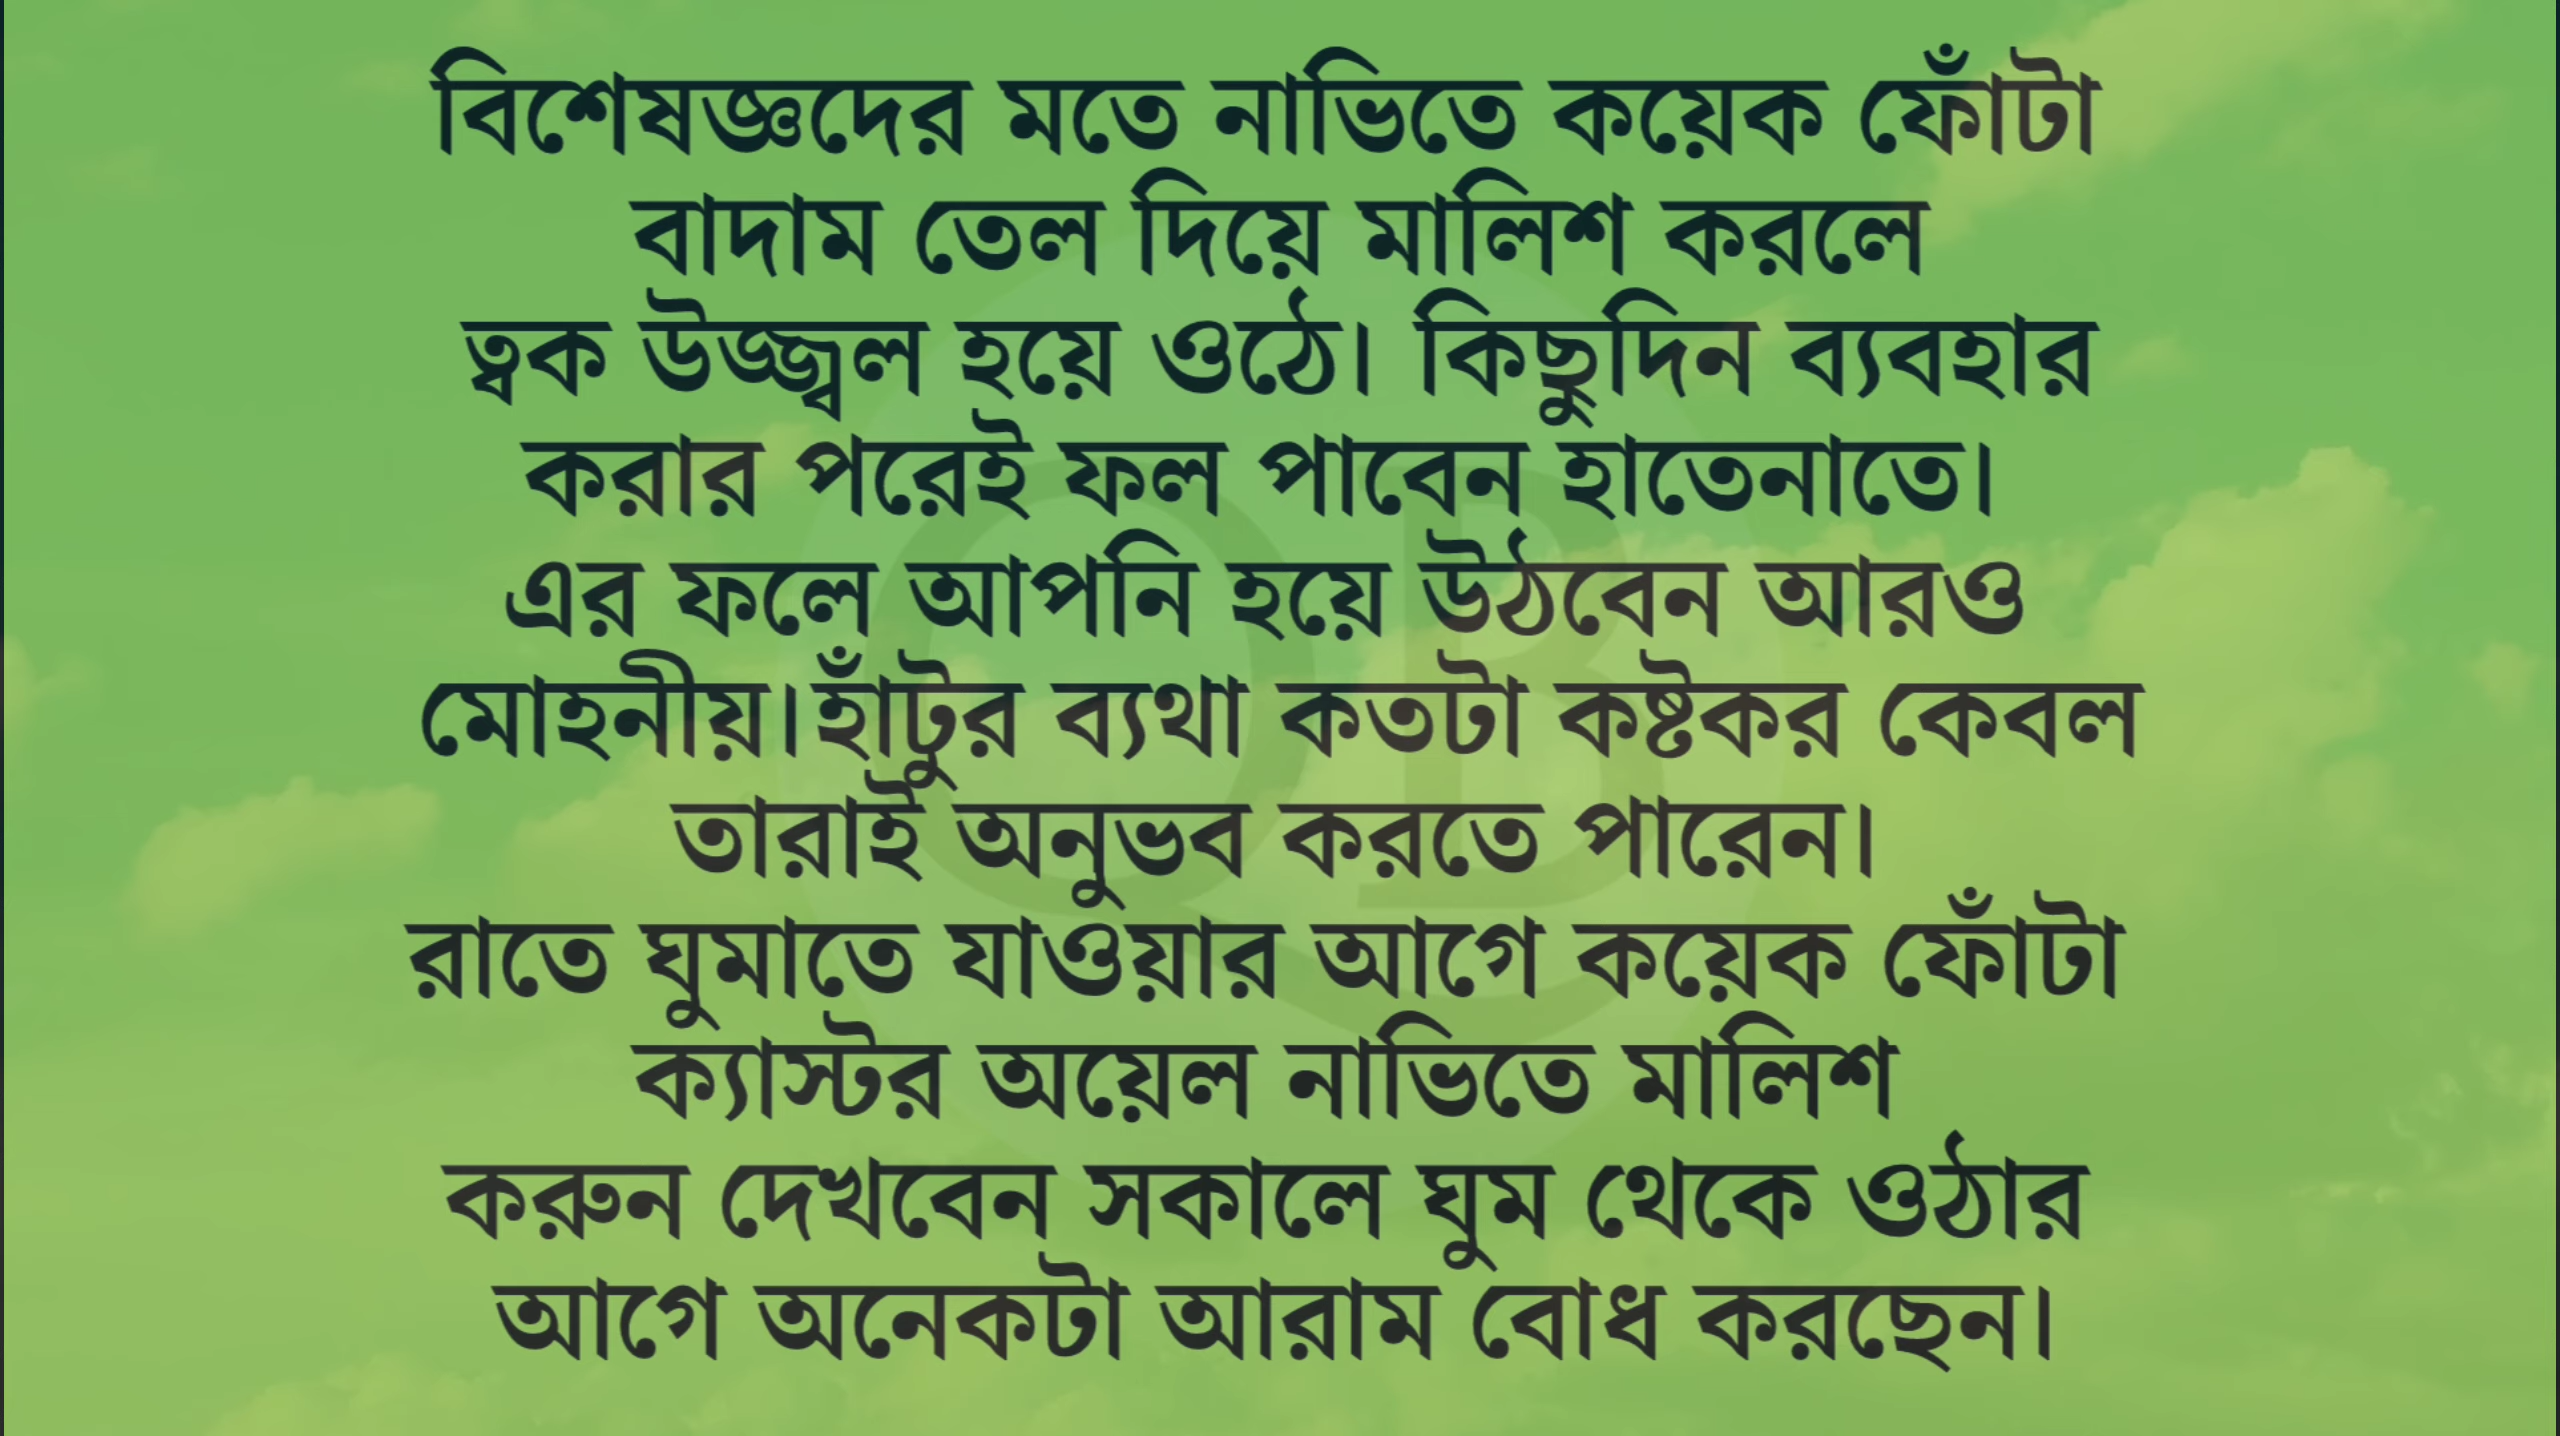 বিশেষজ্ঞদের মতে নাভিতে কয়েক ফোঁটা
বাদাম তেল দিয়ে মালিশ করলে
ত্বক উজ্জ্বল হয়ে ওঠে। কিছুদিন ব্যবহার
করার পরেই ফল পাবেন হাতেনাতে।
এর ফলে আপনি হয়ে উঠবেন আরও
মোহনীয়।হাঁটুর ব্যথা কতটা কষ্টকর কেবল
তারাই অনুভব করতে পারেন।
রাতে ঘুমাতে যাওয়ার আগে কয়েক ফোঁটা
ক্যাস্টর অয়েল নাভিতে মালিশ
করুন দেখবেন সকালে ঘুম থেকে ওঠার
আগে অনেকটা আরাম বোধ করছেন।
QB